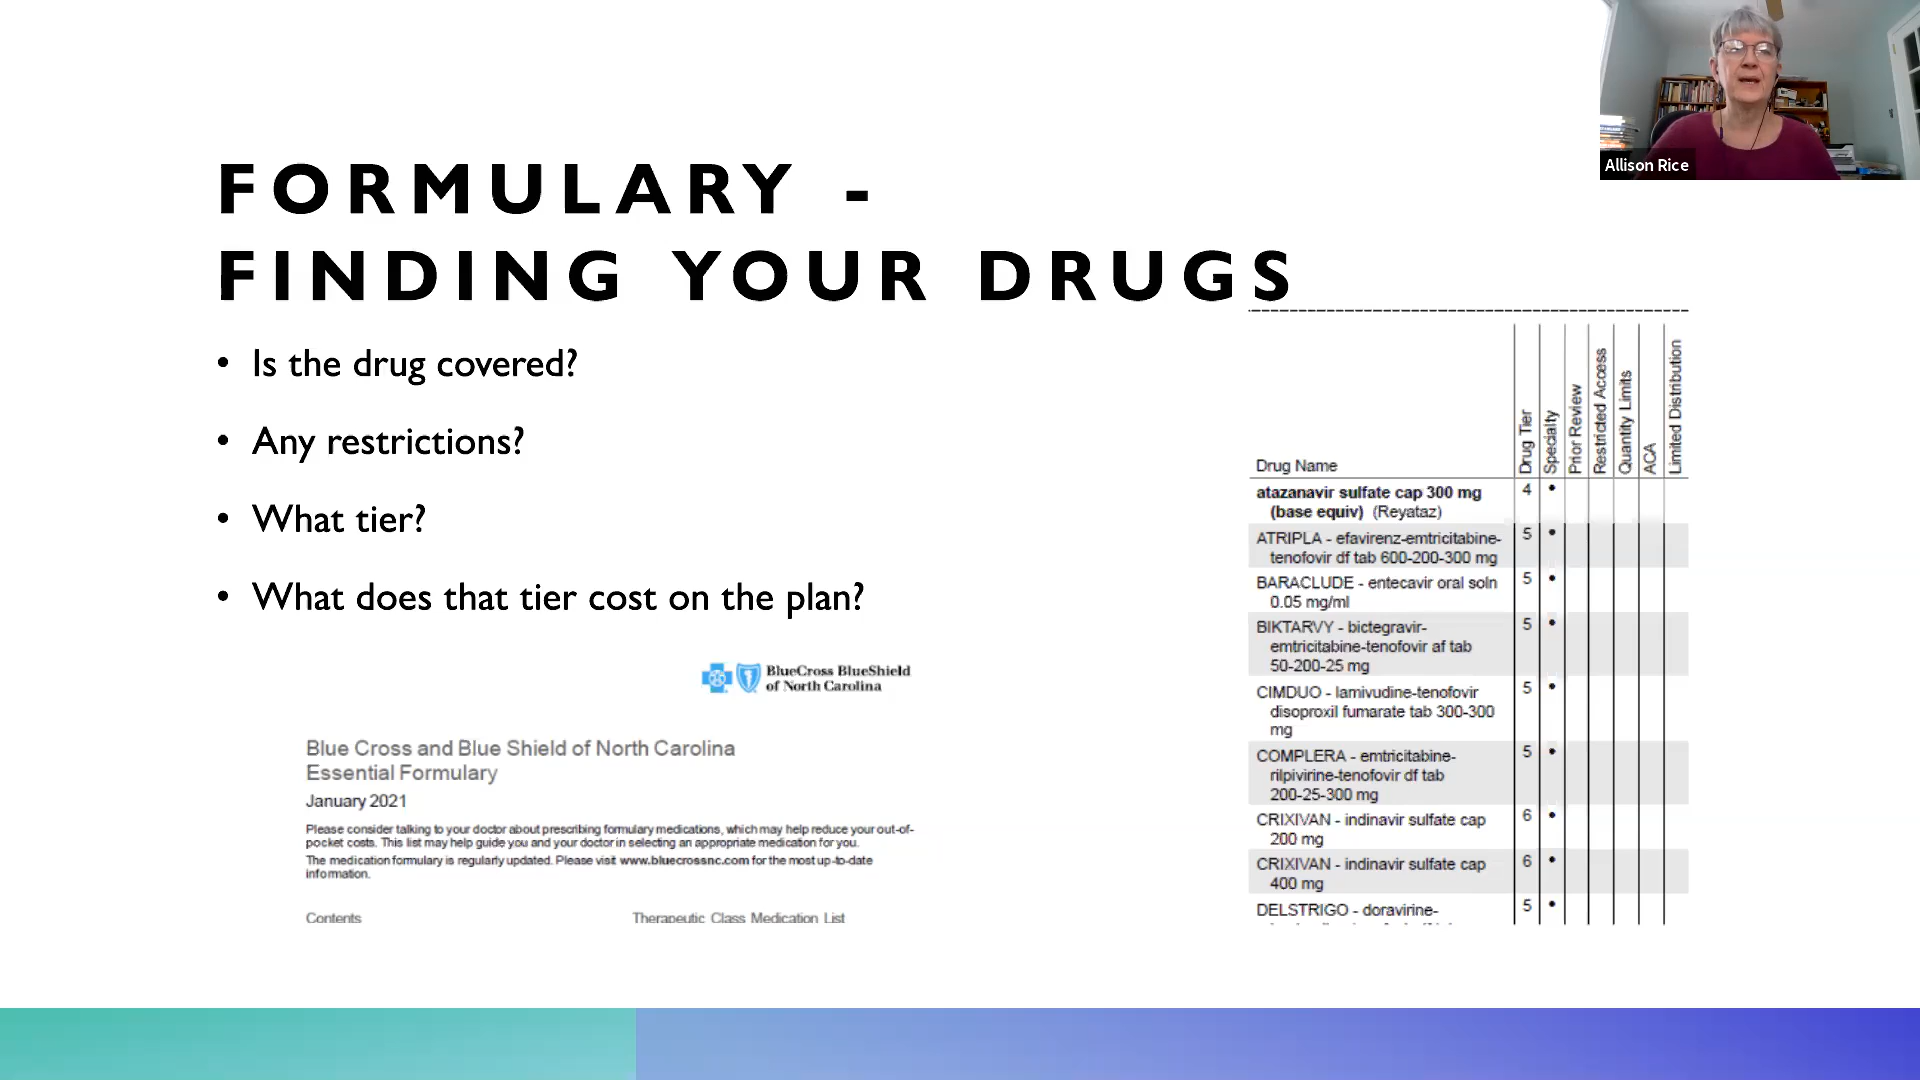 Allison Rice
FORMULARY -
FINDING YOUR DRUGS
• Is the drug covered?
• Any restrictions?
• What tier?
• What does that tier cost on the plan?
BlueCross BlueShield
of North Carolina
Blue Cross and Blue Shield of North Carolina
Essential Formulary
January 2021
Please consider talking to your doctor about prescribing formulary medications, which may help reduce your out-of-
pocket costs. This list may help guide you and your doctor in selecting an appropriate medication for you.
The medication formulary is regularly updated. Please visit www.bluecrossnc.com for the most up-to-date
information.
Contents
Therapeutic Class Medication List
Drug Name
Drug Tier
Specialty
Prior Review
Restricted Access
Quantity Limits
ACA
Limited Distribution
atazanavir sulfate cap 300 mg 4 •
(base equiv) (Reyataz)
ATRIPLA - efavirenz-emtricitabine- 5 •
tenofovir df tab 600-200-300 mg
BARACLUDE - entecavir oral soln 5 •
0.05 mg/ml
BIKTARVY - bictegravir- 5 •
emtricitabine-tenofovir af tab
50-200-25 mg
CIMDUO - lamivudine-tenofovir 5 •
disoproxil fumarate tab 300-300
mg
COMPLERA - emtricitabine- 5 •
rilpivirine-tenofovir df tab
200-25-300 mg
CRIXIVAN - indinavir sulfate cap 6 •
200 mg
CRIXIVAN - indinavir sulfate cap 6 •
400 mg
DELSTRIGO - doravirine- 5 •